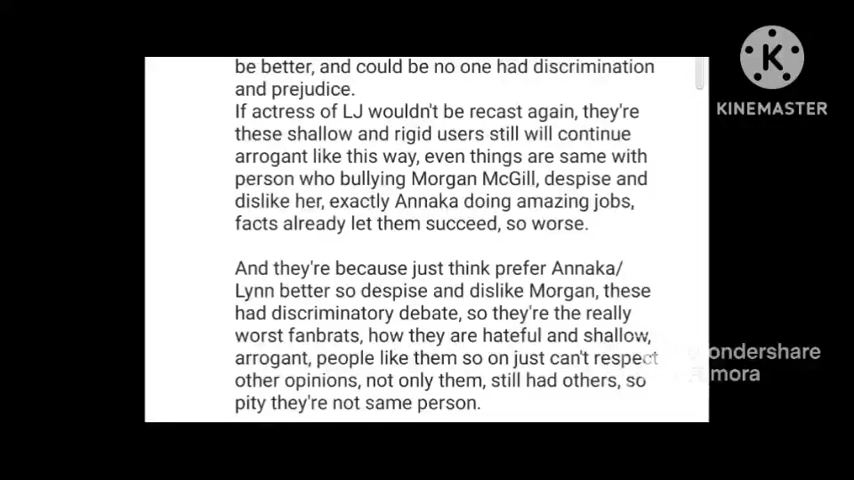 be better, and could be no one had discrimination
and prejudice.
If actress of LJ wouldn't be recast again, they're
these shallow and rigid users still will continue
arrogant like this way, even things are same with
person who bullying Morgan McGill, despise and
dislike her, exactly Annaka doing amazing jobs,
facts already let them succeed, so worse.
And they're because just think prefer Annaka/
Lynn better so despise and dislike Morgan, these
had discriminatory debate, so they're the really
worst fanbrats, how they are hateful and shallow,
arrogant, people like them so on just can't respect
other opinions, not only them, still had others, so
pity they're not same person.
K
KINEMASTER
ondershare
mora